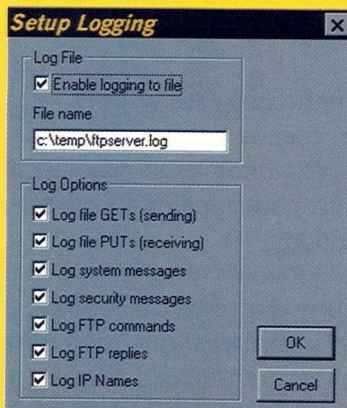 Setup Logging
Log File
Enable logging to file
File name
c:\temp\ftpserver.log
Log Options
Log file GETs (sending)
Log file PUTs (receiving)
Log system messages
Log security messages
Log FTP commands
Log FTP replies
Log IP Names
OK
Cancel